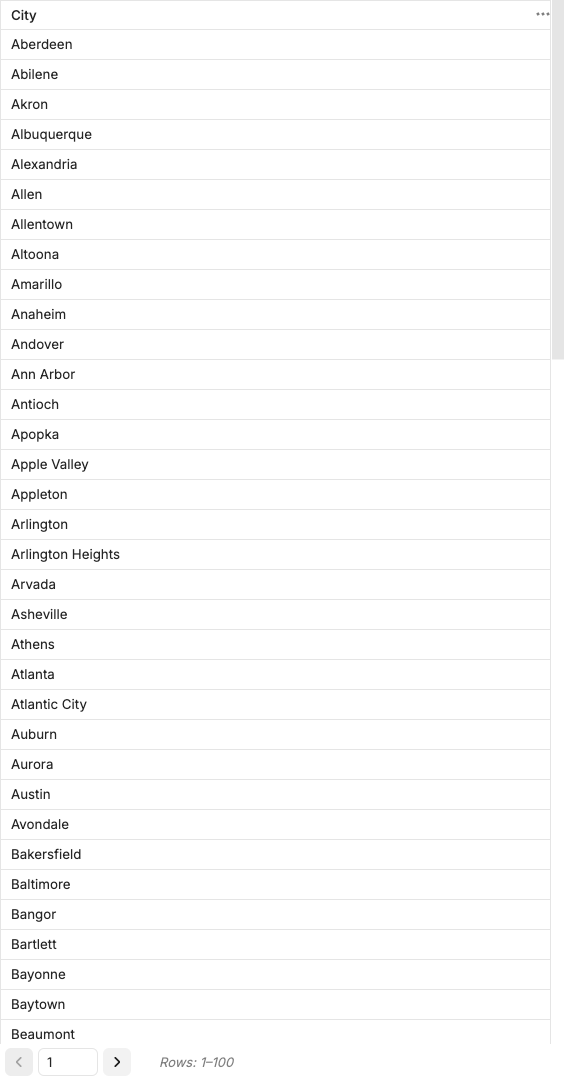 City
Aberdeen
Abilene
Akron
Albuquerque
Alexandria
Allen
Allentown
Altoona
Amarillo
Anaheim
Andover
Ann Arbor
Antioch
Apopka
Apple Valley
Appleton
Arlington
Arlington Heights
Arvada
Asheville
Athens
Atlanta
Atlantic City
Auburn
Aurora
Austin
Avondale
Bakersfield
Baltimore
Bangor
Bartlett
Bayonne
Baytown
Beaumont
1 Rows: 1–100